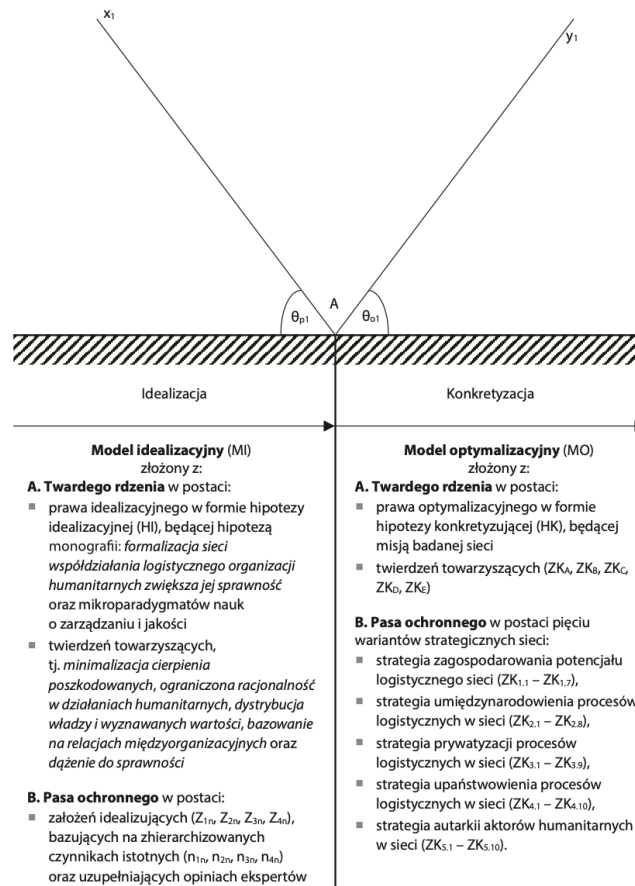 x₁
y₁
A
θp1
θo1
Idealizacja
Konkretyzacja
Model idealizacyjny (MI)
złożony z:
A. Twardego rdzenia w postaci:
■ prawa idealizacyjnego w formie hipotezy
idealizacyjnej (HI), będącej hipotezą
monografii: formalizacja sieci
współdziałania logistycznego organizacji
humanitarnych zwiększa jej sprawność
oraz mikroparadygmatów nauk
o zarządzaniu i jakości
■ twierdzeń towarzyszących,
tj. minimalizacja cierpienia
poszkodowanych, ograniczona racjonalność
w działaniach humanitarnych, dystrybucja
władzy i wyznawanych wartości, bazowanie
na relacjach międzyorganizacyjnych oraz
dążenie do sprawności
B. Pasa ochronnego w postaci:
■ założeń idealizujących (Z1n, Z2n, Z3n, Z4n),
bazujących na zhierarchizowanych
czynnikach istotnych (n1n, n2n, n3n, n4n)
oraz uzupełniających opiniach ekspertów
Model optymalizacyjny (MO)
złożony z:
A. Twardego rdzenia w postaci:
■ prawa optymalizacyjnego w formie
hipotezy konkretyzującej (HK), będącej
misją badanej sieci
■ twierdzeń towarzyszących (ZKA, ZKB, ZKC,
ZKD, ZKE)
B. Pasa ochronnego w postaci pięciu
wariantów strategicznych sieci:
■ strategia zagospodarowania potencjału
logistycznego sieci (ZK1.1 – ZK1.7),
■ strategia umiędzynarodowienia procesów
logistycznych w sieci (ZK2.1 – ZK2.8),
■ strategia prywatyzacji procesów
logistycznych w sieci (ZK3.1 – ZK3.9),
■ strategia upaństwowienia procesów
logistycznych w sieci (ZK4.1 – ZK4.10),
■ strategia autarkii aktorów humanitarnych
w sieci (ZK5.1 – ZK5.10).